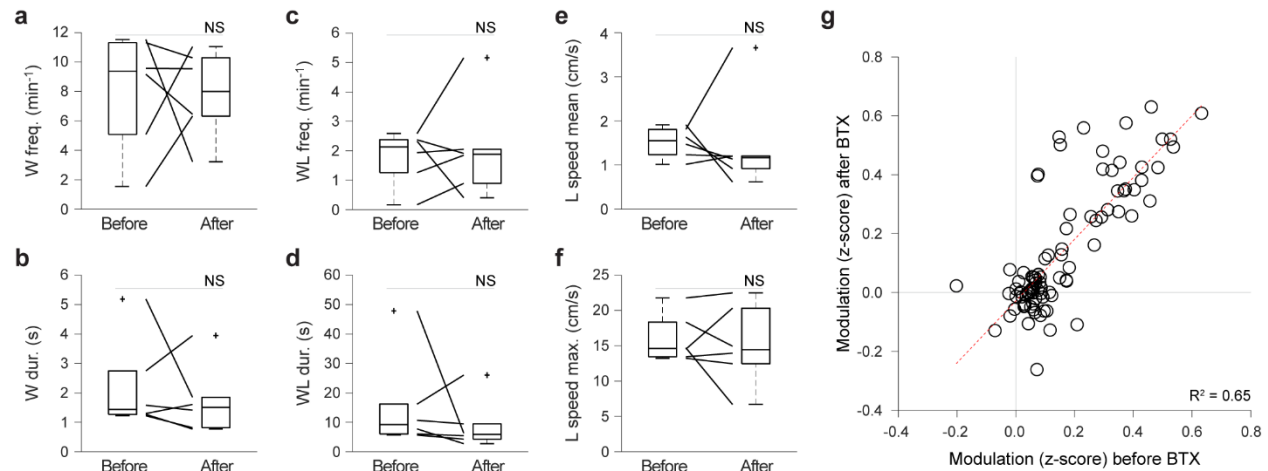 a
NS
W freq. (min⁻¹)
12
10
8
6
4
2
0
Before
After
c
NS
WL freq. (min⁻¹)
6
5
4
3
2
1
0
Before
After
e
NS
L speed mean (cm/s)
4
3
2
1
0
Before
After
b
NS
W dur. (s)
6
5
4
3
2
1
0
Before
After
d
NS
WL dur. (s)
60
50
40
30
20
10
0
Before
After
f
NS
L speed max. (cm/s)
25
20
15
10
5
0
Before
After
g
Modulation (z-score) after BTX
0.8
0.6
0.4
0.2
0.0
-0.2
-0.4
R² = 0.65
-0.4
-0.2
0.0
0.2
0.4
0.6
0.8
Modulation (z-score) before BTX